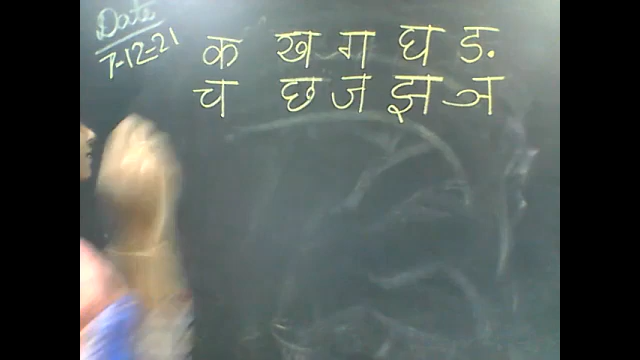 Date
7-12-21
क ख ग घ ङ
च छ ज झ ञ